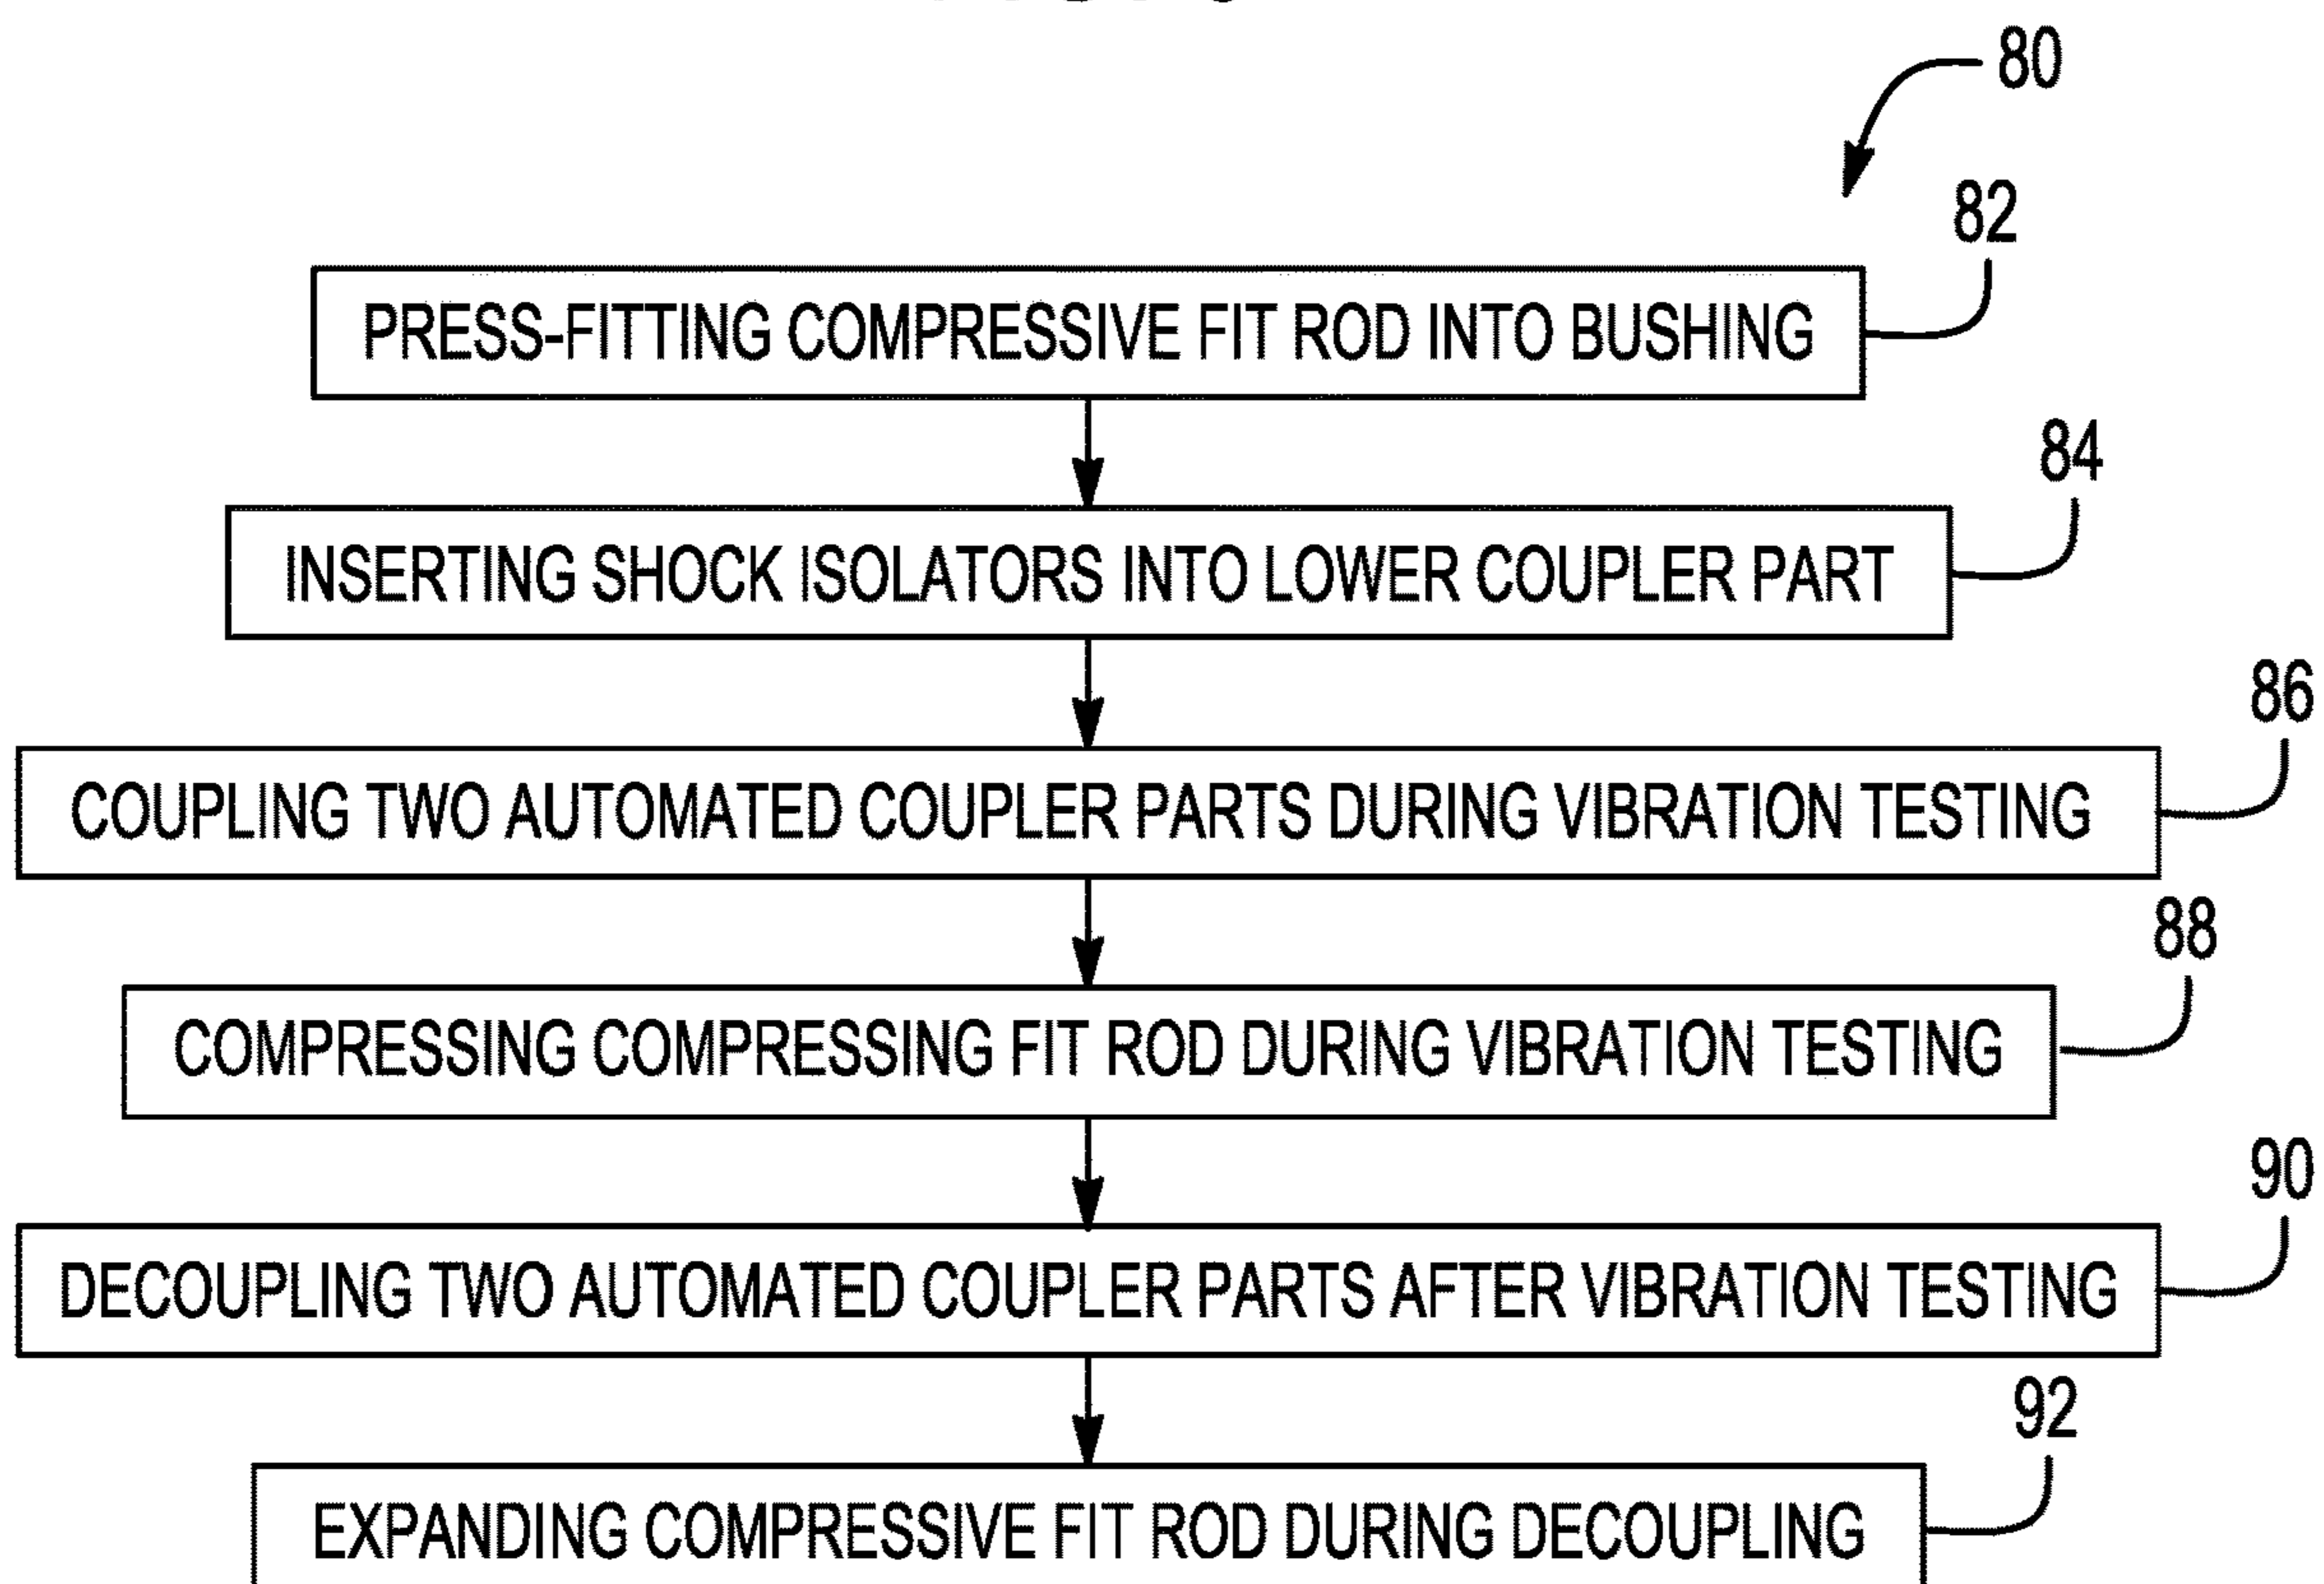 80
82
PRESS-FITTING COMPRESSIVE FIT ROD INTO BUSHING
84
INSERTING SHOCK ISOLATORS INTO LOWER COUPLER PART
86
COUPLING TWO AUTOMATED COUPLER PARTS DURING VIBRATION TESTING
88
COMPRESSING COMPRESSING FIT ROD DURING VIBRATION TESTING
90
DECOUPLING TWO AUTOMATED COUPLER PARTS AFTER VIBRATION TESTING
92
EXPANDING COMPRESSIVE FIT ROD DURING DECOUPLING